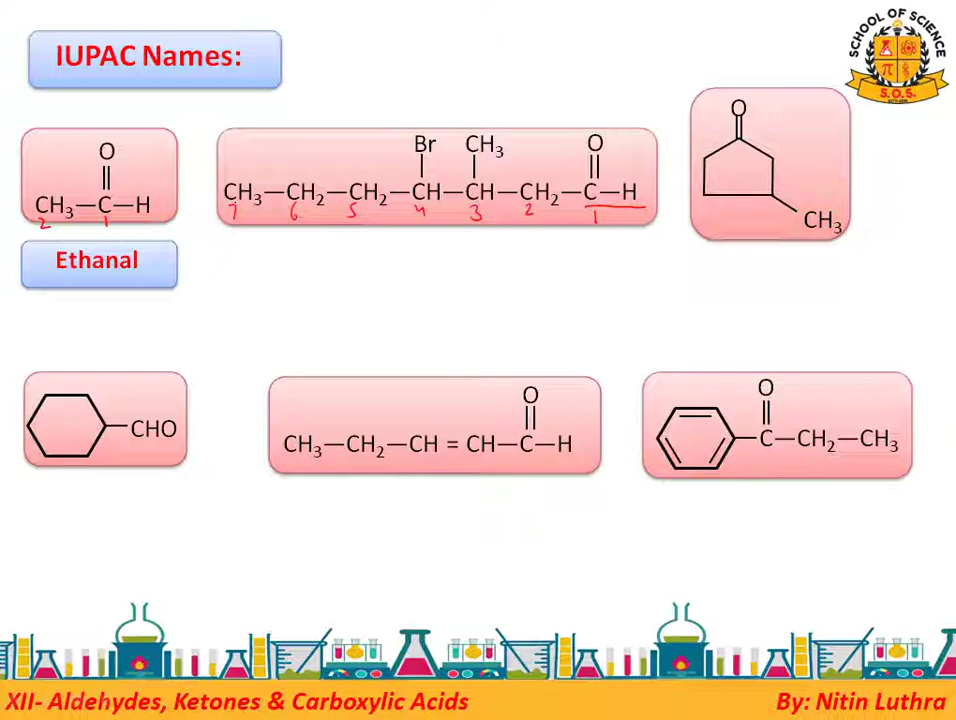 IUPAC Names:
SCHOOL OF SCIENCE
π
S.O.S.
O
CH₃—C—H
2 1
Ethanal
Br CH₃ O
CH₃—CH₂—CH₂—CH—CH—CH₂—C—H
7 6 5 4 3 2 1
O
CH₃
CHO
O
CH₃—CH₂—CH = CH—C—H
O
C—CH₂—CH₃
XII- Aldehydes, Ketones & Carboxylic Acids
By: Nitin Luthra